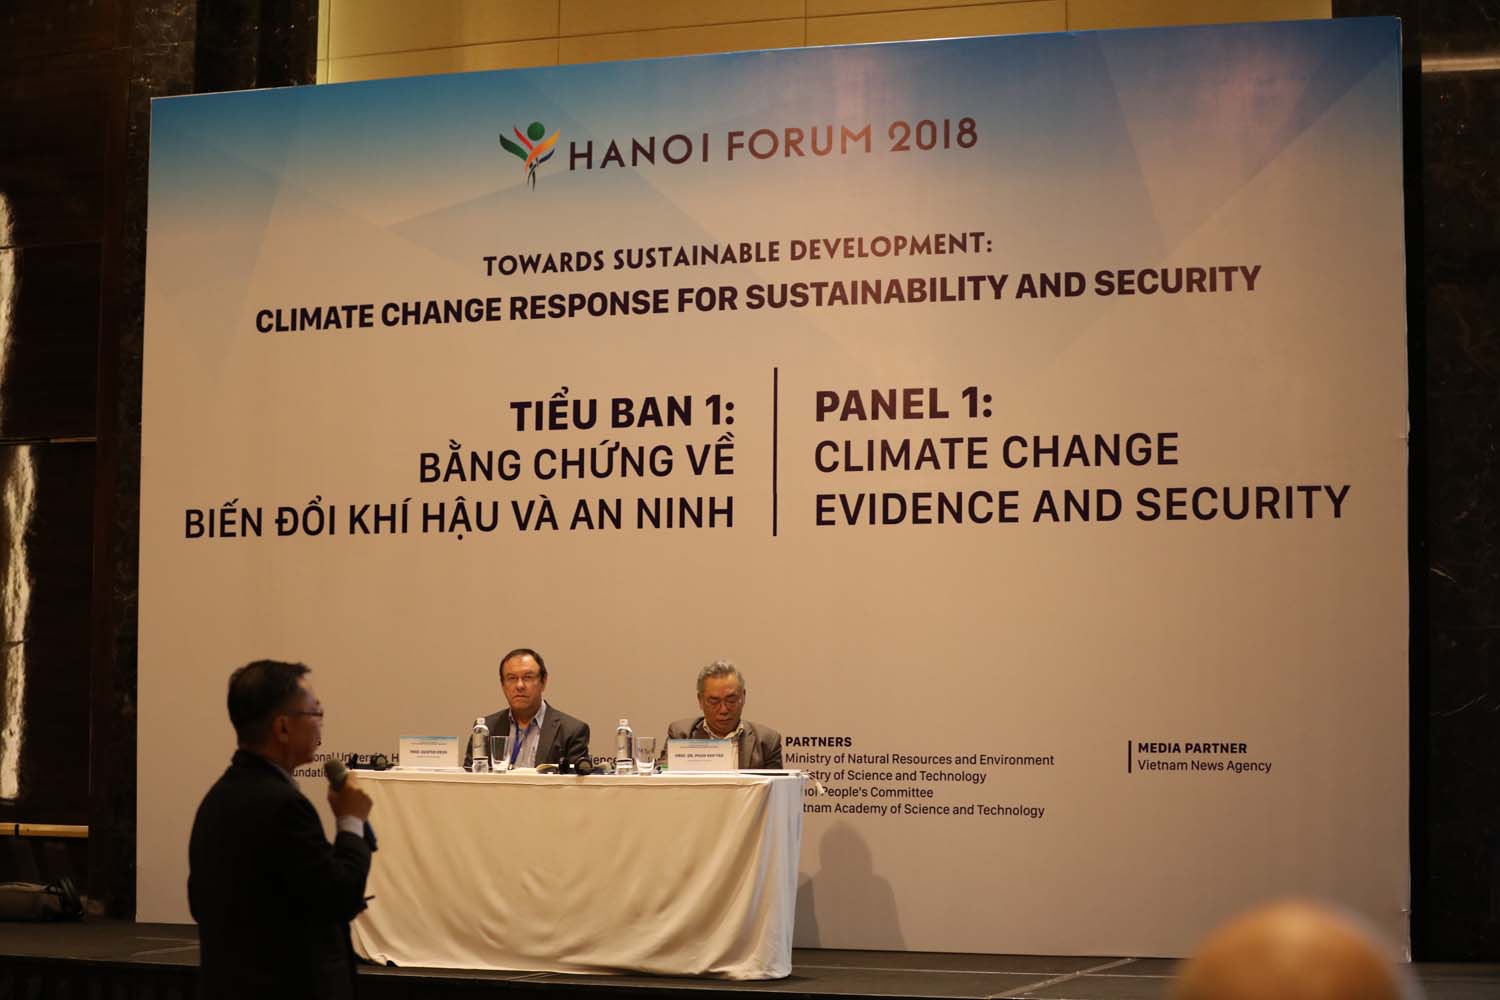 HANOI FORUM 2018
TOWARDS SUSTAINABLE DEVELOPMENT:
CLIMATE CHANGE RESPONSE FOR SUSTAINABILITY AND SECURITY
TIỂU BAN 1:
BẰNG CHỨNG VỀ
BIẾN ĐỔI KHÍ HẬU VÀ AN NINH
PANEL 1:
CLIMATE CHANGE
EVIDENCE AND SECURITY
PARTNERS
Ministry of Natural Resources and Environment
Ministry of Science and Technology
People's Committee
Academy of Science and Technology
MEDIA PARTNER
Vietnam News Agency